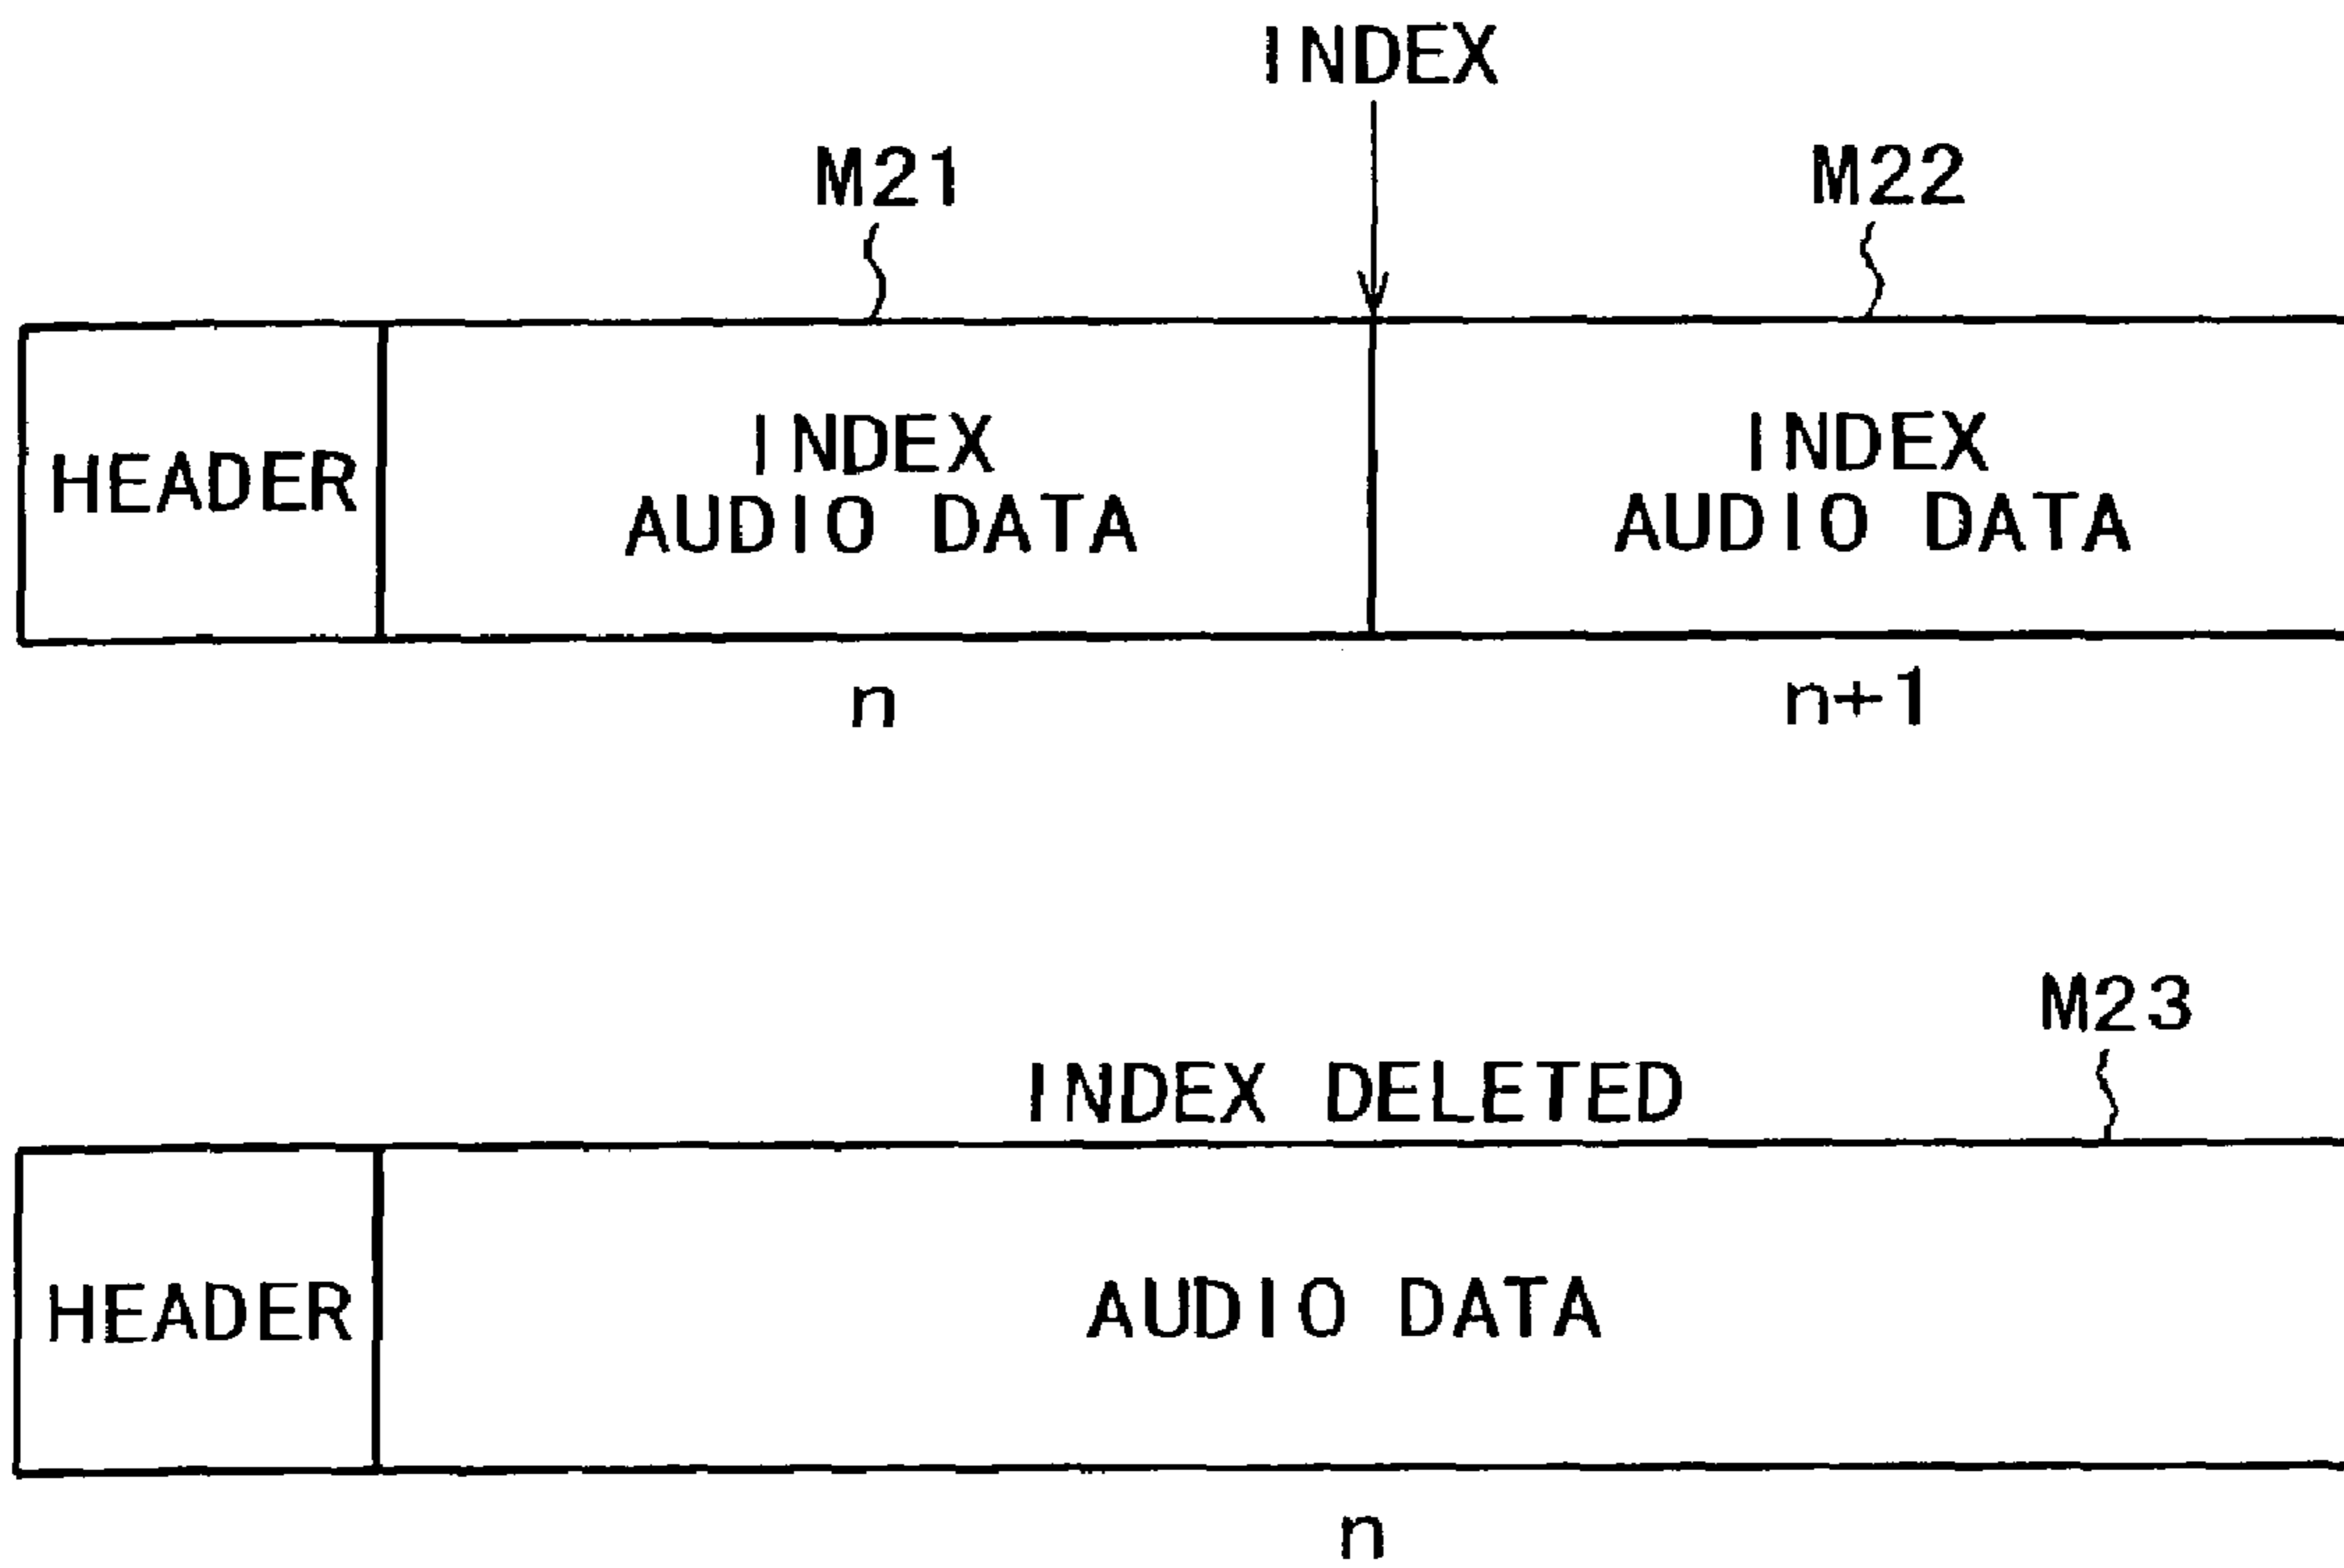 INDEX
M21
M22
HEADER
INDEX
AUDIO DATA
INDEX
AUDIO DATA
n
n+1
M23
INDEX DELETED
HEADER
AUDIO DATA
n